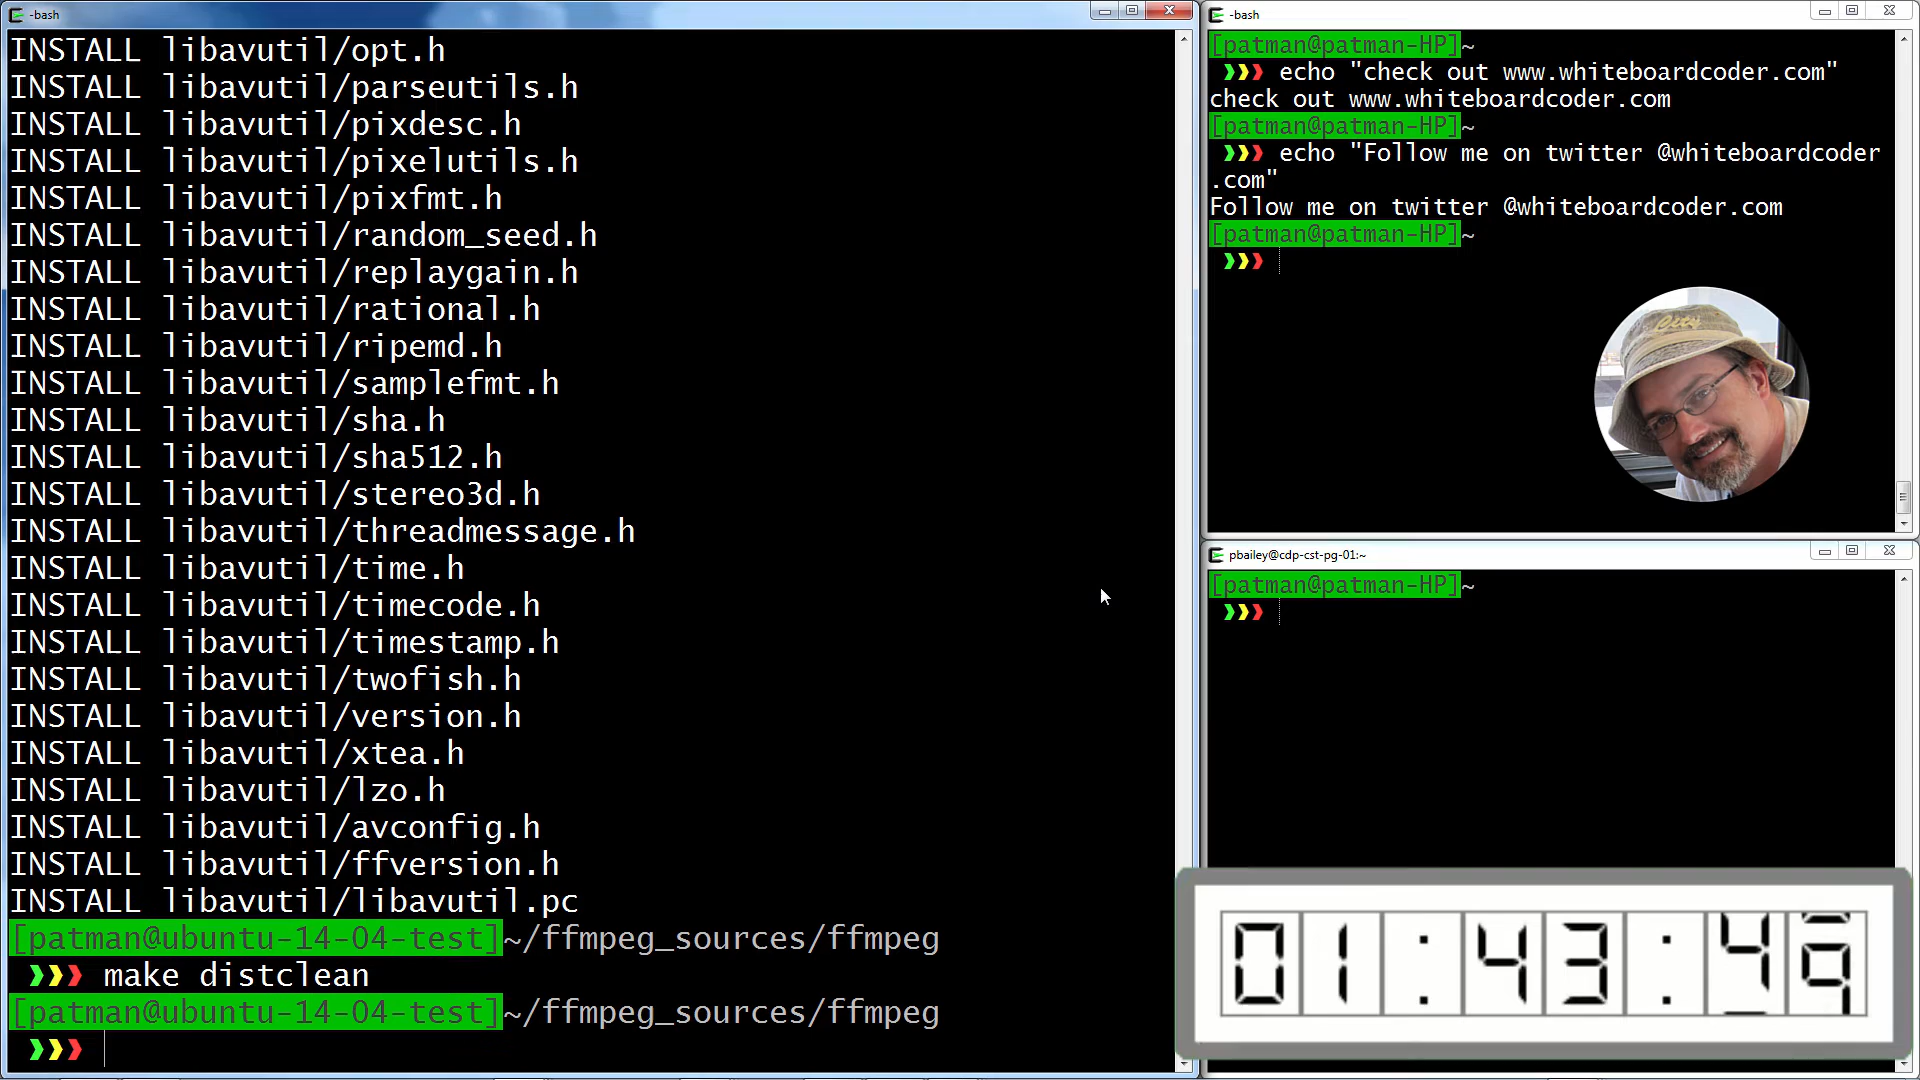 -bash
INSTALL libavutil/opt.h
INSTALL libavutil/parseutils.h
INSTALL libavutil/pixdesc.h
INSTALL libavutil/pixelutils.h
INSTALL libavutil/pixfmt.h
INSTALL libavutil/random_seed.h
INSTALL libavutil/replaygain.h
INSTALL libavutil/rational.h
INSTALL libavutil/ripemd.h
INSTALL libavutil/samplefmt.h
INSTALL libavutil/sha.h
INSTALL libavutil/sha512.h
INSTALL libavutil/stereo3d.h
INSTALL libavutil/threadmessage.h
INSTALL libavutil/time.h
INSTALL libavutil/timecode.h
INSTALL libavutil/timestamp.h
INSTALL libavutil/twofish.h
INSTALL libavutil/version.h
INSTALL libavutil/xtea.h
INSTALL libavutil/lzo.h
INSTALL libavutil/avconfig.h
INSTALL libavutil/ffversion.h
INSTALL libavutil/libavutil.pc
[patman@ubuntu-14-04-test]~/ffmpeg_sources/ffmpeg
❯❯❯ make distclean
[patman@ubuntu-14-04-test]~/ffmpeg_sources/ffmpeg
❯❯❯
-bash
[patman@patman-HP]~
❯❯❯ echo "check out www.whiteboardcoder.com"
check out www.whiteboardcoder.com
[patman@patman-HP]~
❯❯❯ echo "Follow me on twitter @whiteboardcoder
.com"
Follow me on twitter @whiteboardcoder.com
[patman@patman-HP]~
❯❯❯
City
pbailey@cdp-cst-pg-01:~
[patman@patman-HP]~
❯❯❯
01:43:49